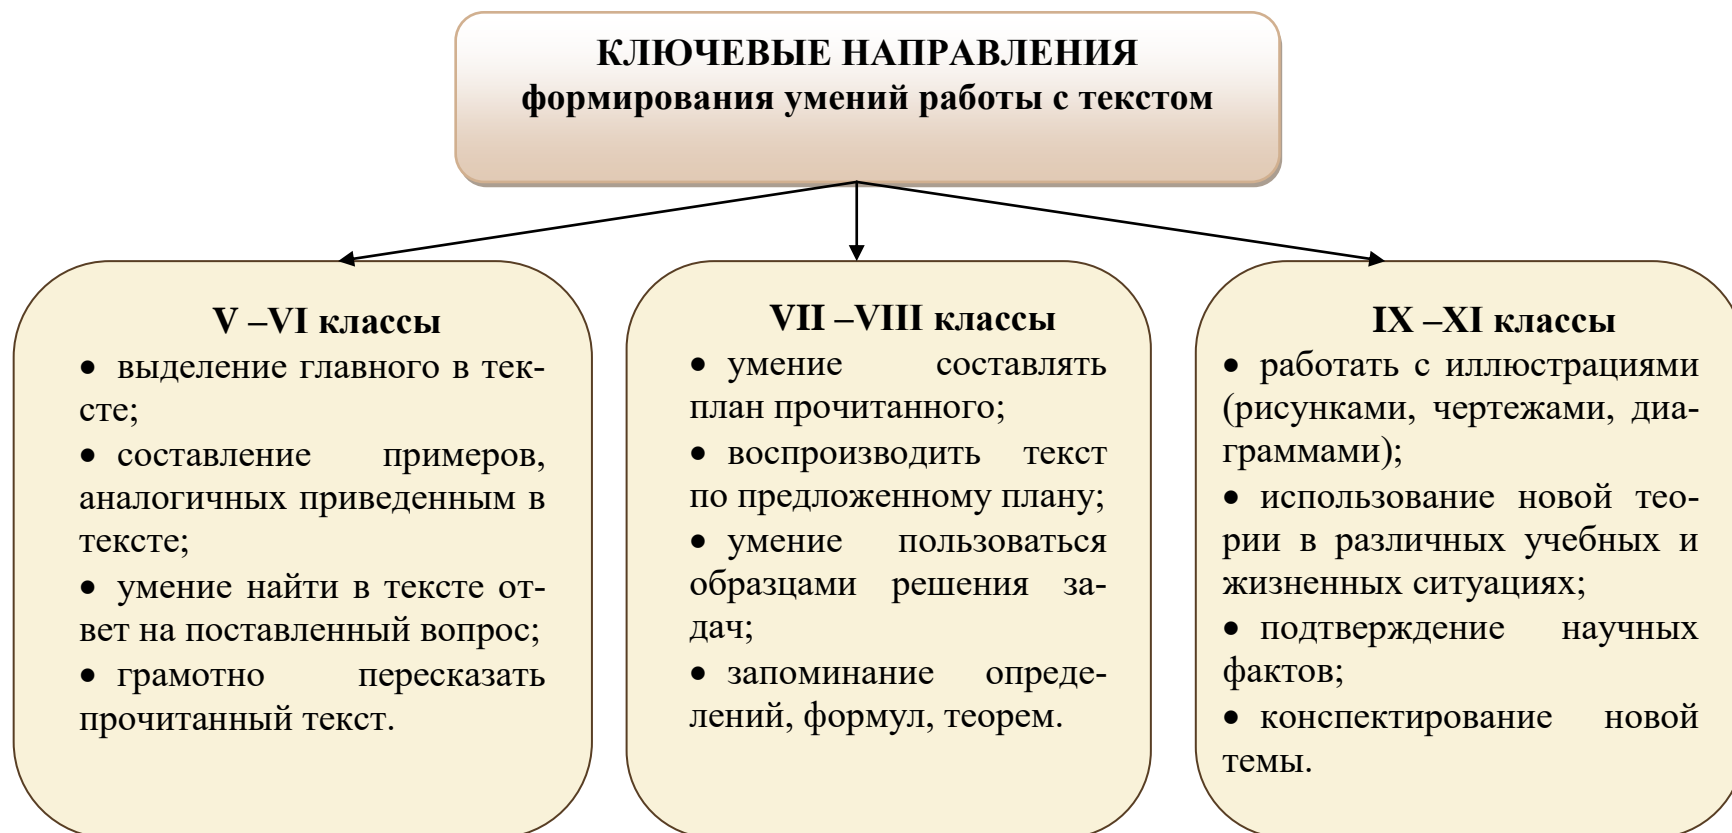 КЛЮЧЕВЫЕ НАПРАВЛЕНИЯ
формирования умений работы с текстом
V –VI классы
• выделение главного в тек-
сте;
• составление примеров,
аналогичных приведенным в
тексте;
• умение найти в тексте от-
вет на поставленный вопрос;
• грамотно пересказать
прочитанный текст.
VII –VIII классы
• умение составлять
план прочитанного;
• воспроизводить текст
по предложенному плану;
• умение пользоваться
образцами решения за-
дач;
• запоминание опреде-
лений, формул, теорем.
IX –XI классы
• работать с иллюстрациями
(рисунками, чертежами, диа-
граммами);
• использование новой тео-
рии в различных учебных и
жизненных ситуациях;
• подтверждение научных
фактов;
• конспектирование новой
темы.